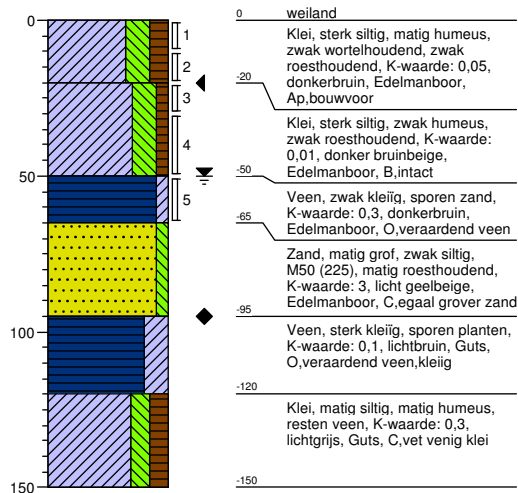 0
1
2
3
4
5
50
100
150
0
weiland
Klei, sterk siltig, matig humeus,
zwak wortelhoudend, zwak
roesthoudend, K-waarde: 0,05,
donkerbruin, Edelmanboor,
Ap,bouwvoor
-20
Klei, sterk siltig, zwak humeus,
zwak roesthoudend, K-waarde:
0,01, donker bruinbeige,
Edelmanboor, B,intact
-50
Veen, zwak kleiïg, sporen zand,
K-waarde: 0,3, donkerbruin,
Edelmanboor, O,veraardend veen
-65
Zand, matig grof, zwak siltig,
M50 (225), matig roesthoudend,
K-waarde: 3, licht geelbeige,
Edelmanboor, C,egaal grover zand
-95
Veen, sterk kleiïg, sporen planten,
K-waarde: 0,1, lichtbruin, Guts,
O,veraardend veen,kleiig
-120
Klei, matig siltig, matig humeus,
resten veen, K-waarde: 0,3,
lichtgrijs, Guts, C,vet venig klei
-150